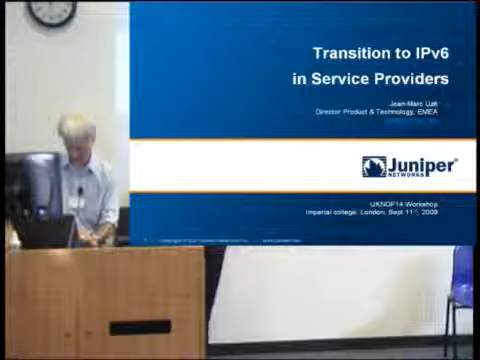 Transition to IPv6
in Service Providers
Jean-Marc Uzé
Director Product & Technology, EMEA
Juniper
NETWORKS
UKNOF14 Workshop
Imperial college, London, Sept 11th, 2009